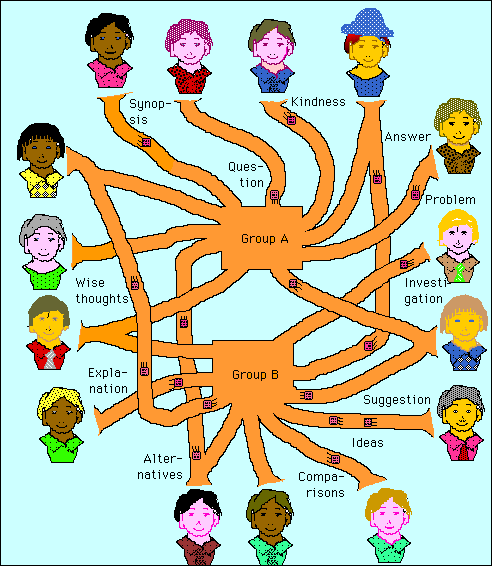 Synop-
sis
Kindness
Answer
Ques-
tion
Problem
Group A
Wise
thoughts
Investi
gation
Expla-
nation
Group B
Suggestion
Ideas
Alter-
natives
Compa-
risons